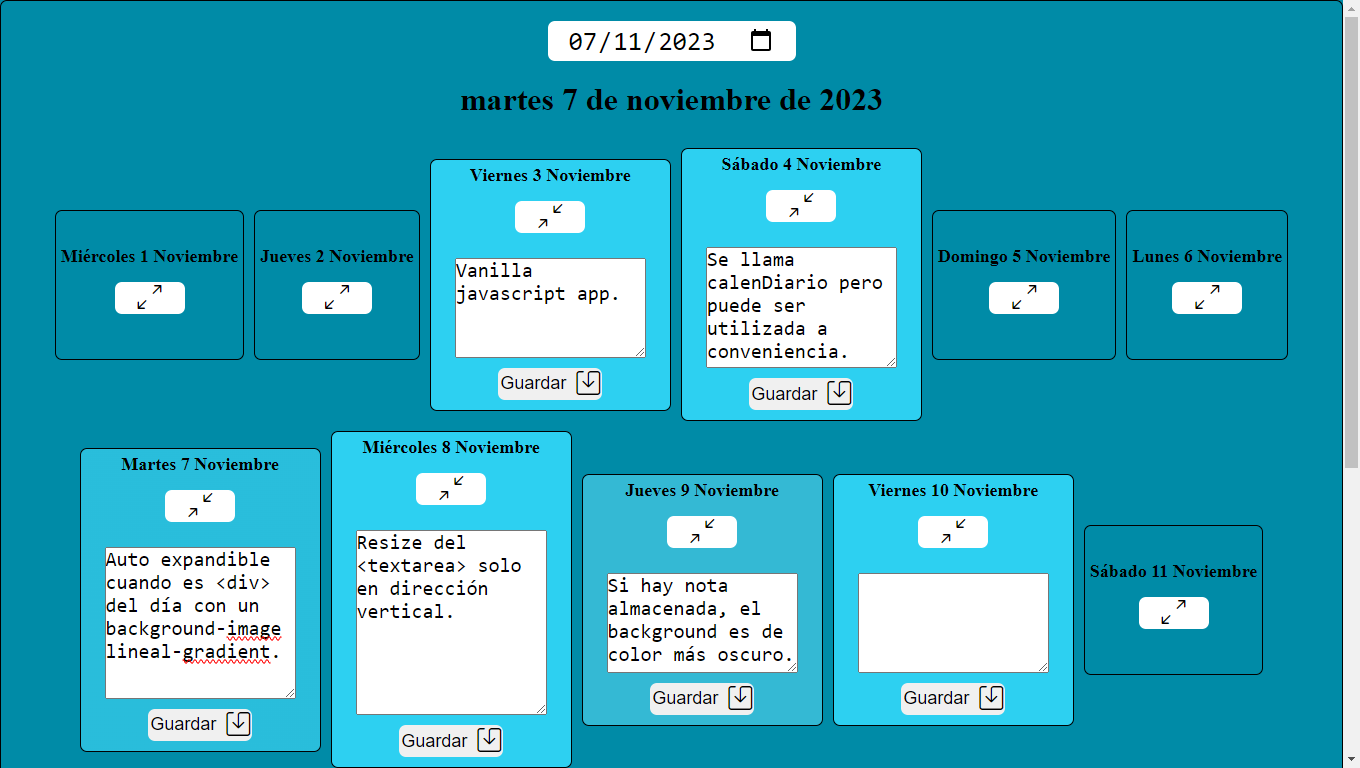 07/11/2023
martes 7 de noviembre de 2023
Miércoles 1 Noviembre
Jueves 2 Noviembre
Viernes 3 Noviembre
Vanilla
javascript app.
Guardar
Sábado 4 Noviembre
Se llama
calenDiario pero
puede ser
utilizada a
conveniencia.
Guardar
Domingo 5 Noviembre
Lunes 6 Noviembre
Martes 7 Noviembre
Auto expandible
cuando es <div>
del día con un
background-image
lineal-gradient.
Guardar
Miércoles 8 Noviembre
Resize del
<textarea> solo
en dirección
vertical.
Guardar
Jueves 9 Noviembre
Si hay nota
almacenada, el
background es de
color más oscuro.
Guardar
Viernes 10 Noviembre
Guardar
Sábado 11 Noviembre